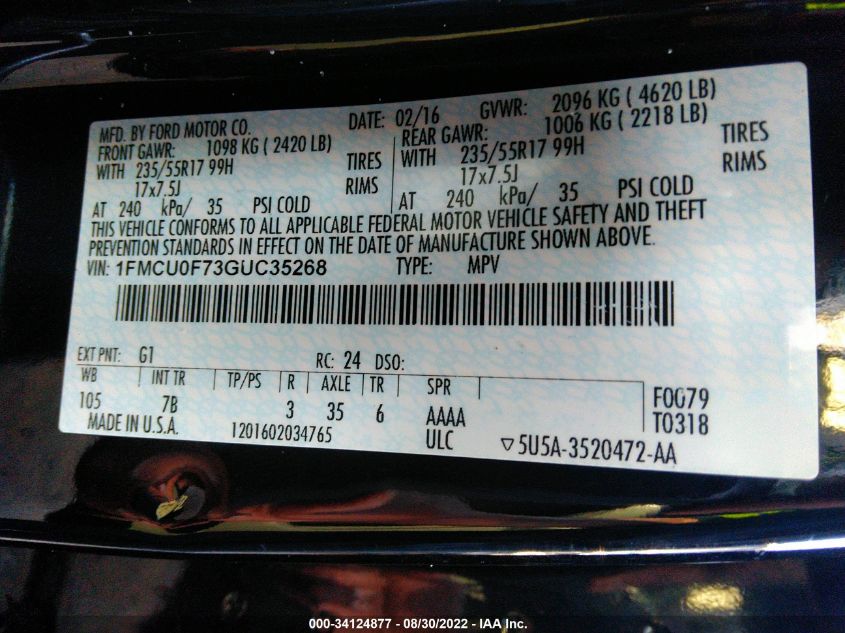 MFD. BY FORD MOTOR CO. DATE: 02/16 GVWR: 2096 KG ( 4620 LB)
FRONT GAWR: 1098 KG ( 2420 LB) REAR GAWR: 1006 KG ( 2218 LB)
WITH 235/55R17 99H TIRES WITH 235/55R17 99H TIRES
17x7.5J RIMS 17x7.5J RIMS
AT 240 kPa/ 35 PSI COLD AT 240 kPa/ 35 PSI COLD
THIS VEHICLE CONFORMS TO ALL APPLICABLE FEDERAL MOTOR VEHICLE SAFETY AND THEFT
PREVENTION STANDARDS IN EFFECT ON THE DATE OF MANUFACTURE SHOWN ABOVE.
VIN: 1FMCU0F73GUC35268 TYPE: MPV
EXT PNT: G1 RC: 24 DSO:
WB INT TR TP/PS R AXLE TR SPR
105 7B 3 35 6 AAAA F0079
MADE IN U.S.A. 1201602034765 ULC ▽5U5A-3520472-AA T0318
000-34124877 - 08/30/2022 - IAA Inc.